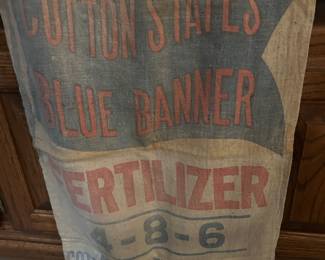 COTTON STATES
BLUE BANNER
FERTILIZER
4-8-6